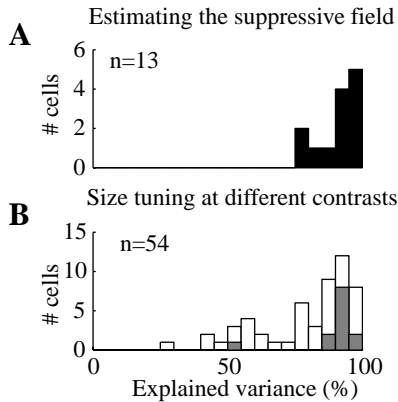 Estimating the suppressive field
A
6
n=13
4
# cells
2
0
Size tuning at different contrasts
B
15
n=54
10
# cells
5
0
0 50 100
Explained variance (%)